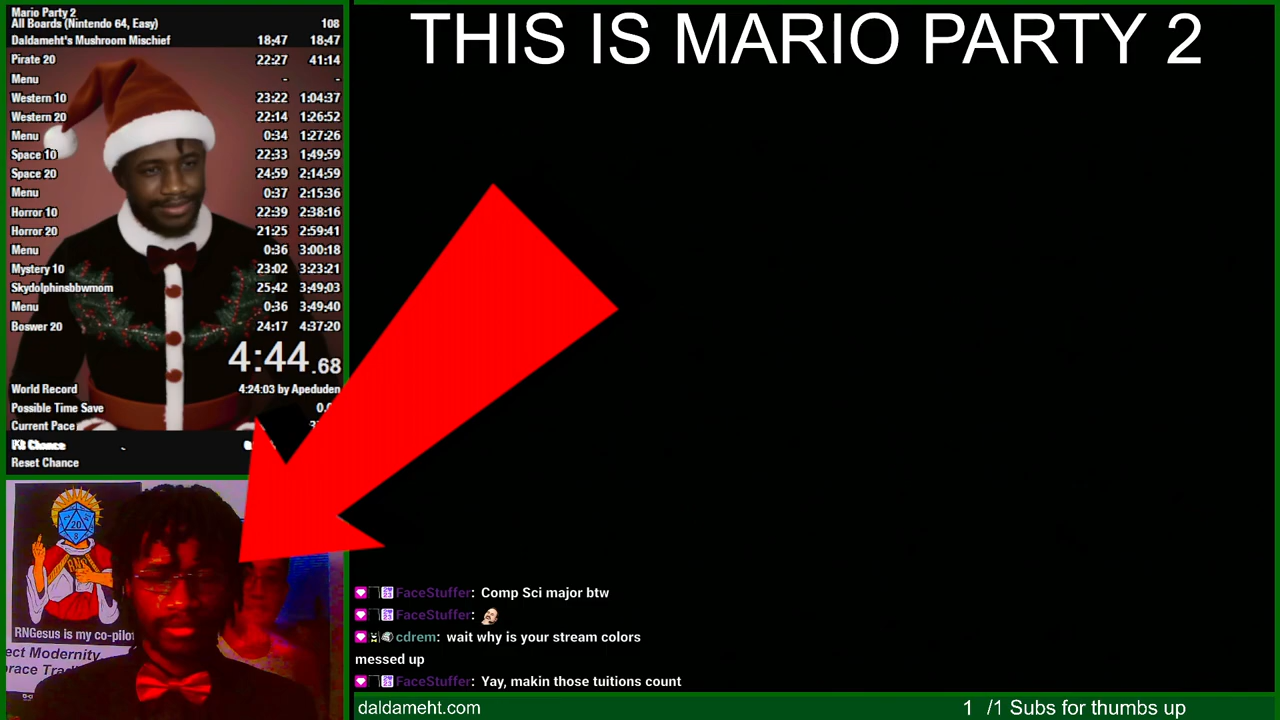 Mario Party 2
All Boards (Nintendo 64, Easy) 108
Daldameht's Mushroom Mischief 18;47 18;47
Pirate 20 22:27 41:14
Menu - -
Western 10 23:22 1:04:37
Western 20 22:14 1:26:52
Menu 0:34 1:27:26
Space 10 22:33 1:49:59
Space 20 24:59 2:14:59
Menu 0:37 2:15:36
Horror 10 22:39 2:38:16
Horror 20 21:25 2:59:41
Menu 0:36 3:00:18
Mystery 10 23:02 3:23:21
Skydolphinsbbwmom 25;42 3;49;03
Menu 0:36 3;49;40
Boswer 20 24:17 4:37:20
4:44.68
World Record 4:24:03 by Apeduden
Possible Time Save
Current Pace
Chance
Reset Chance
THIS IS MARIO PARTY 2
20
8
RNGesus is my co-pilot
ect Modernity
brace Trad
FaceStuffer: Comp Sci major btw
FaceStuffer:
cdrem: wait why is your stream colors
messed up
FaceStuffer: Yay, makin those tuitions count
daldameht.com
1 /1 Subs for thumbs up